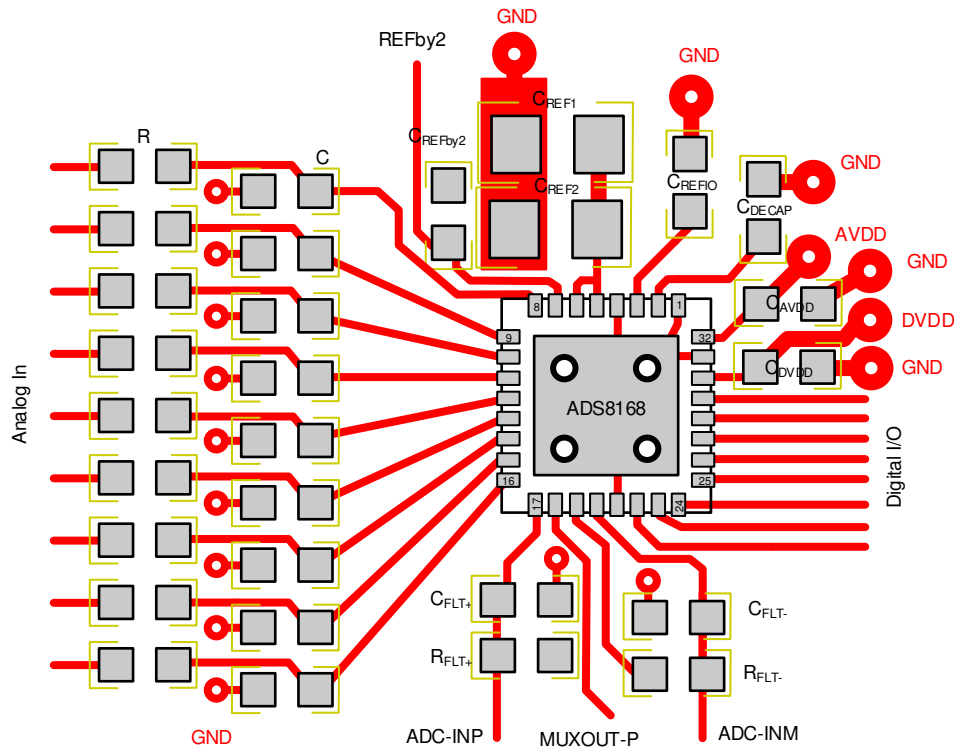 GND
REFby2
GND
CREF1
R
CREFby2
C
GND
CREF2
CREFIO
CDECAP
AVDD
GND
8
1
CAVDD
DVDD
9
32
CDVDD
GND
ADS8168
Analog In
Digital I/O
16
25
17
24
CFLT+
CFLT-
RFLT+
RFLT-
GND
ADC-INP
MUXOUT-P
ADC-INM